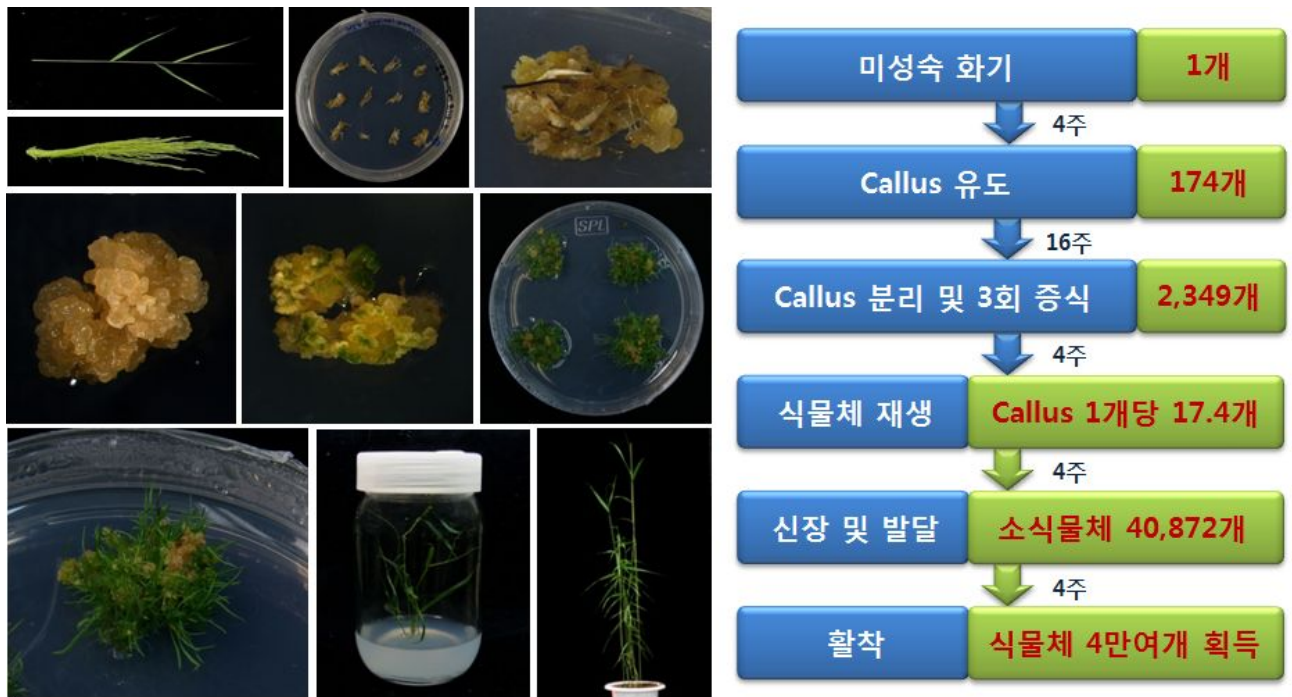 SPL
미성숙 화기
1개
4주
Callus 유도
174개
16주
Callus 분리 및 3회 증식
2,349개
4주
식물체 재생
Callus 1개당 17.4개
4주
신장 및 발달
소식물체 40,872개
4주
활착
식물체 4만여개 획득